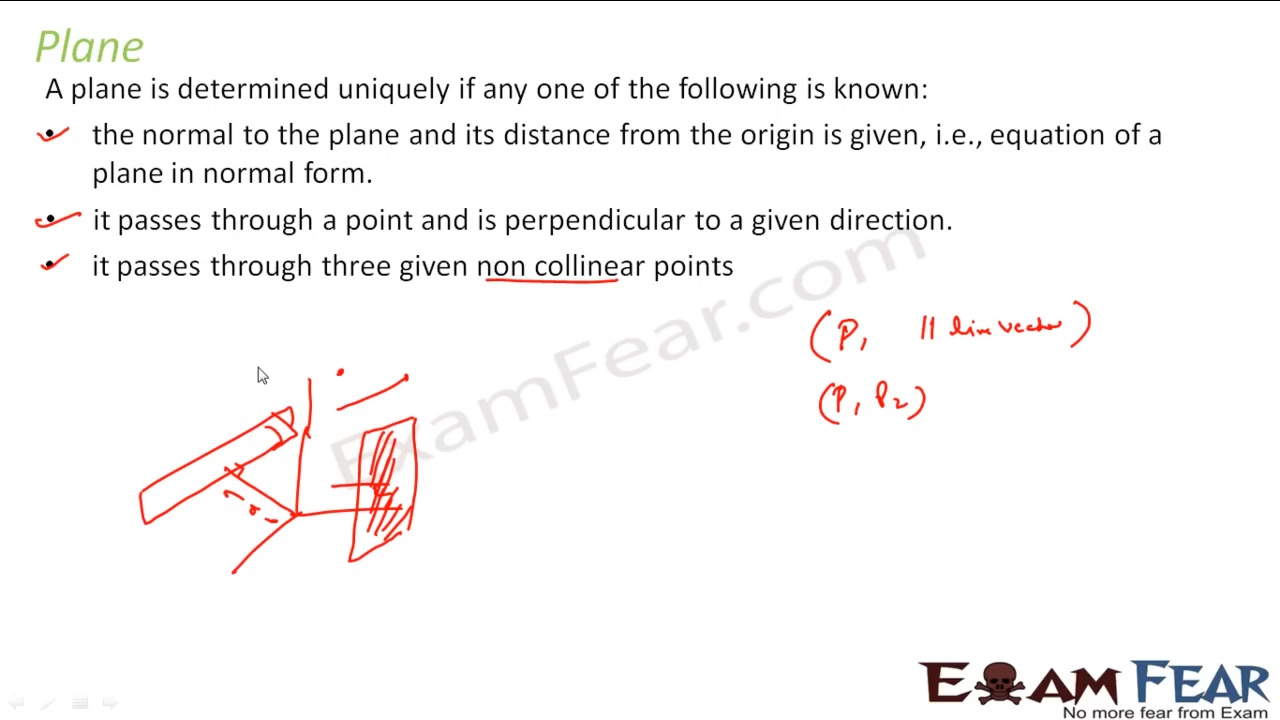 Plane
A plane is determined uniquely if any one of the following is known:
• the normal to the plane and its distance from the origin is given, i.e., equation of a
plane in normal form.
• it passes through a point and is perpendicular to a given direction.
• it passes through three given non collinear points
(P, || line vector)
(P, P2)
ExamFear.com
EXAM FEAR
No more fear from Exam